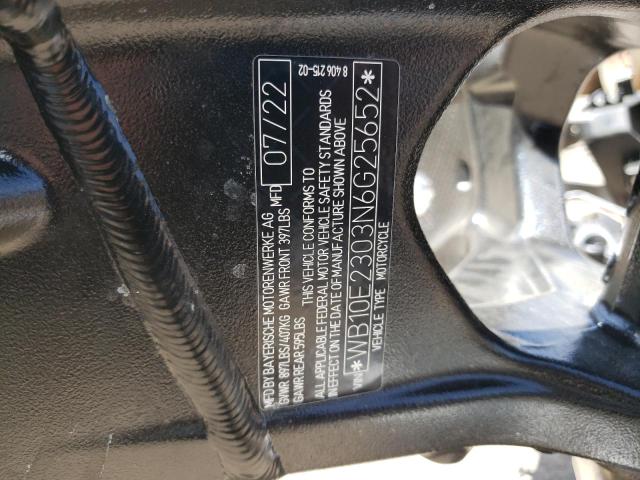 MFD BY BAYERISCHE MOTORENWERKE AG MFD 07/22
GVWR 897LBS/407KG GAWR FRONT 397LBS
GAWR REAR 595LBS
THIS VEHICLE CONFORMS TO
ALL APPLICABLE FEDERAL MOTOR VEHICLE SAFETY STANDARDS
IN EFFECT ON THE DATE OF MANUFACTURE SHOWN ABOVE
VIN *WB10E2303N6G25652*
VEHICLE TYPE MOTORCYCLE
8 406 215-02